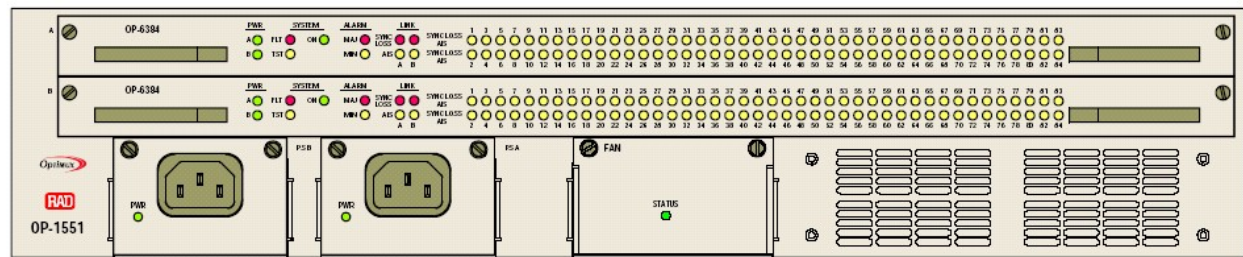 A
OP-6384
PWR SYSTEM ALARM LINK
A FLT ON MAJ SYNC LOSS
B TST MIN AIS
A B
SYNC LOSS
AIS
1 3 5 7 9 11 13 15 17 19 21 23 25 27 29 31 33 35 37 39 41 43 45 47 49 51 53 55 57 59 61 63 65 67 69 71 73 75 77 79 81 83
SYNC LOSS
AIS
2 4 6 8 10 12 14 16 18 20 22 24 26 28 30 32 34 36 38 40 42 44 46 48 50 52 54 56 58 60 62 64 66 68 70 72 74 76 78 80 82 84
B
OP-6384
PWR SYSTEM ALARM LINK
A FLT ON MAJ SYNC LOSS
B TST MIN AIS
A B
SYNC LOSS
AIS
1 3 5 7 9 11 13 15 17 19 21 23 25 27 29 31 33 35 37 39 41 43 45 47 49 51 53 55 57 59 61 63 65 67 69 71 73 75 77 79 81 83
SYNC LOSS
AIS
2 4 6 8 10 12 14 16 18 20 22 24 26 28 30 32 34 36 38 40 42 44 46 48 50 52 54 56 58 60 62 64 66 68 70 72 74 76 78 80 82 84
Optimux
RAD
OP-1551
PWR
PS B
PWR
PS A
FAN
STATUS